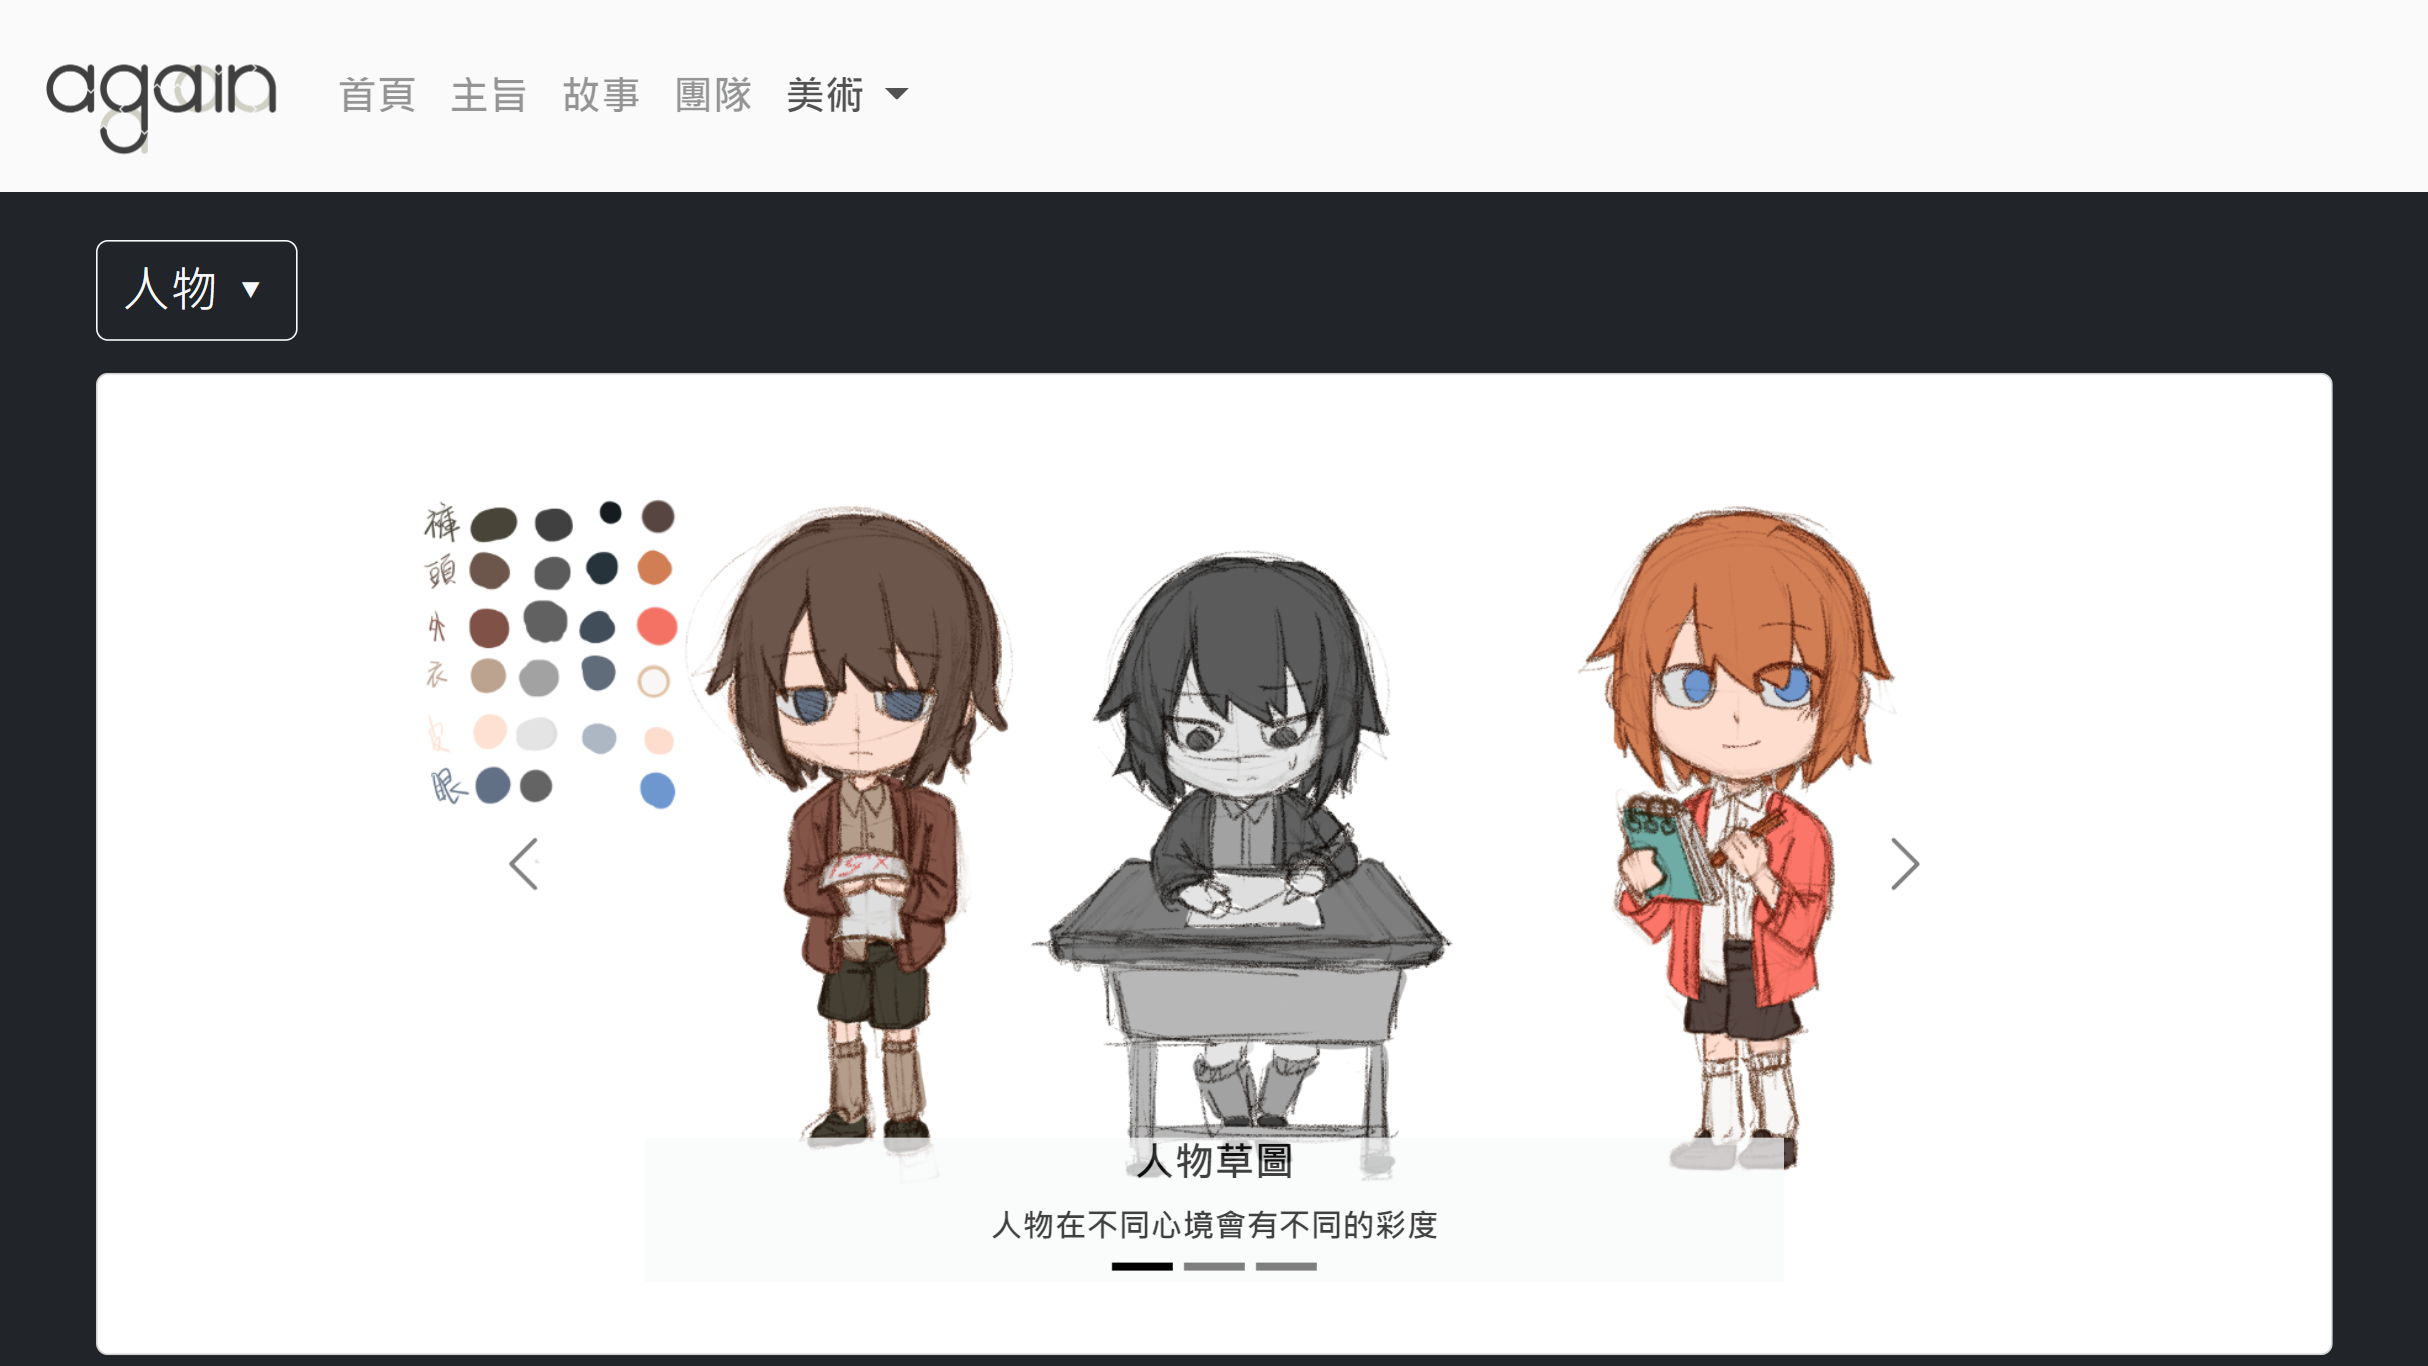 again
首頁 主旨 故事 團隊 美術
人物
褲
頭
外
衣
皮
眼
人物草圖
人物在不同心境會有不同的彩度